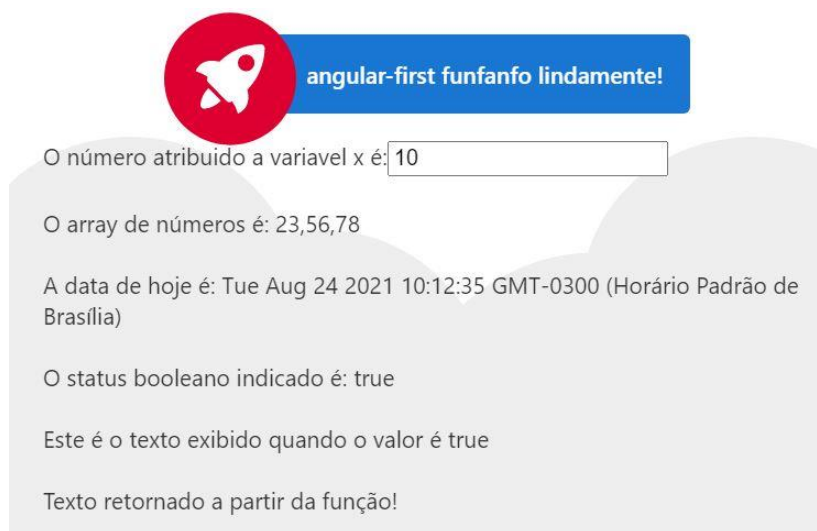 angular-first funfanfo lindamente!
O número atribuido a variavel x é: 10
O array de números é: 23,56,78
A data de hoje é: Tue Aug 24 2021 10:12:35 GMT-0300 (Horário Padrão de
Brasília)
O status booleano indicado é: true
Este é o texto exibido quando o valor é true
Texto retornado a partir da função!